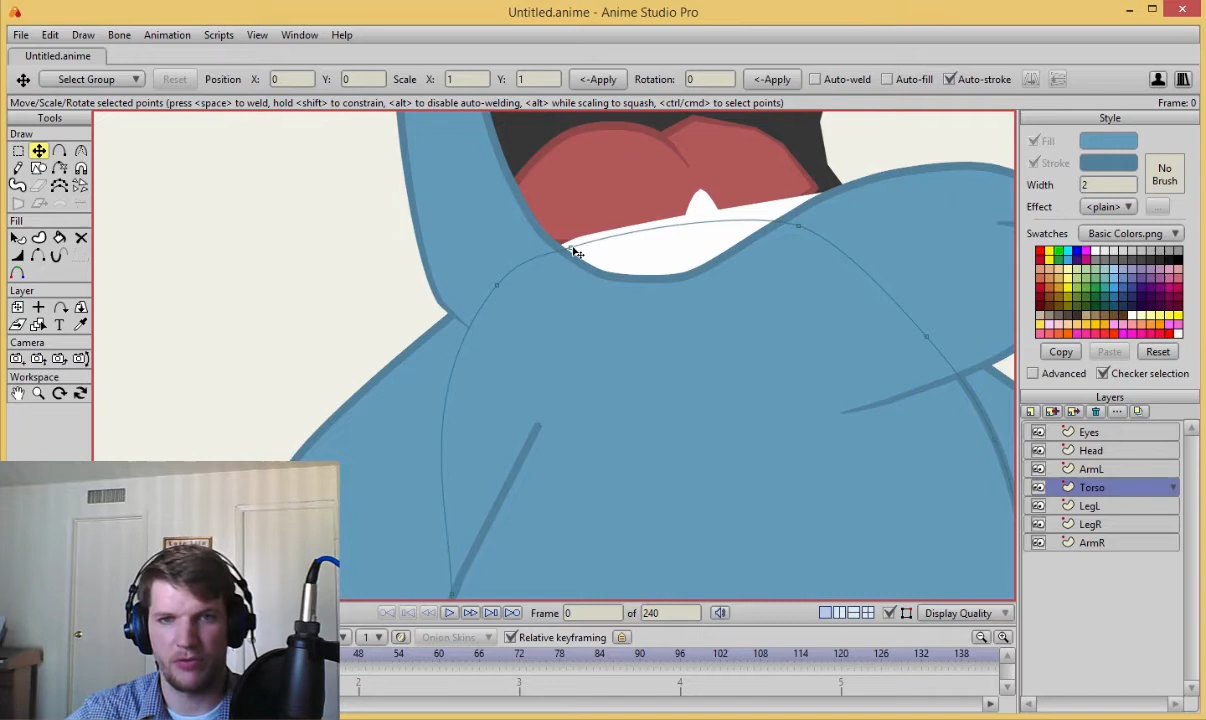 Untitled.anime - Anime Studio Pro
File Edit Draw Bone Animation Scripts View Window Help
Untitled.anime
Select Group Reset Position X: 0 Y: 0 Scale X: 1 Y: 1 <-Apply Rotation: 0 <-Apply Auto-weld Auto-fill Auto-stroke
Move/Scale/Rotate selected points (press <space> to weld, hold <shift> to constrain, <alt> to disable auto-welding, <alt> while scaling to squash, <ctrl/cmd> to select points) Frame: 0
Tools
Draw
Fill
Layer
Camera
Workspace
Style
Fill
Stroke
No
Brush
Width 2
Effect <plain> ...
Swatches Basic Colors.png
Copy Paste Reset
Advanced Checker selection
Layers
Eyes
Head
ArmL
Torso
LegL
LegR
ArmR
Frame 0 of 240 Display Quality
1 Onion Skins Relative keyframing
48 54 60 66 72 78 84 90 96 102 108 114 120 126 132 138
2 3 4 5